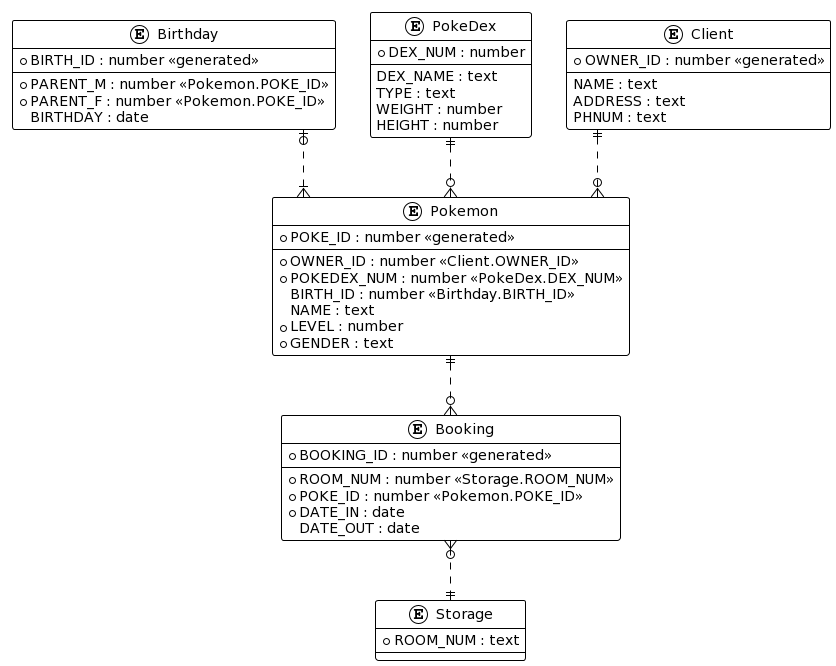 E Birthday
BIRTH_ID : number «generated»
PARENT_M : number «Pokemon.POKE_ID»
PARENT_F : number «Pokemon.POKE_ID»
BIRTHDAY : date
E PokeDex
DEX_NUM : number
DEX_NAME : text
TYPE : text
WEIGHT : number
HEIGHT : number
E Client
OWNER_ID : number «generated»
NAME : text
ADDRESS : text
PHNUM : text
E Pokemon
POKE_ID : number «generated»
OWNER_ID : number «Client.OWNER_ID»
POKEDEX_NUM : number «PokeDex.DEX_NUM»
BIRTH_ID : number «Birthday.BIRTH_ID»
NAME : text
LEVEL : number
GENDER : text
E Booking
BOOKING_ID : number «generated»
ROOM_NUM : number «Storage.ROOM_NUM»
POKE_ID : number «Pokemon.POKE_ID»
DATE_IN : date
DATE_OUT : date
E Storage
ROOM_NUM : text